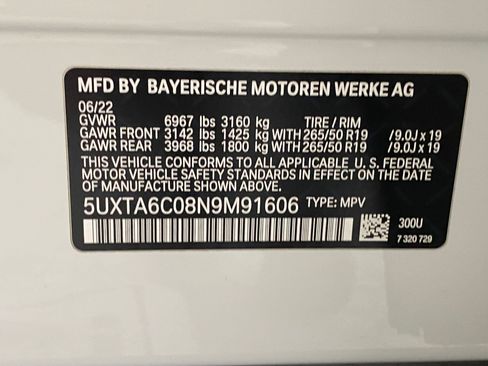 MFD BY BAYERISCHE MOTOREN WERKE AG
06/22
GVWR 6967 lbs 3160 kg TIRE / RIM
GAWR FRONT 3142 lbs 1425 kg WITH 265/50 R19 /9.0J x 19
GAWR REAR 3968 lbs 1800 kg WITH 265/50 R19 /9.0J x 19
THIS VEHICLE CONFORMS TO ALL APPLICABLE U. S. FEDERAL
MOTOR VEHICLE SAFETY STANDARDS IN EFFECT ON THE DATE OF
MANUFACTURE SHOWN ABOVE.
5UXTA6C08N9M91606 TYPE: MPV
300U
7 320 729